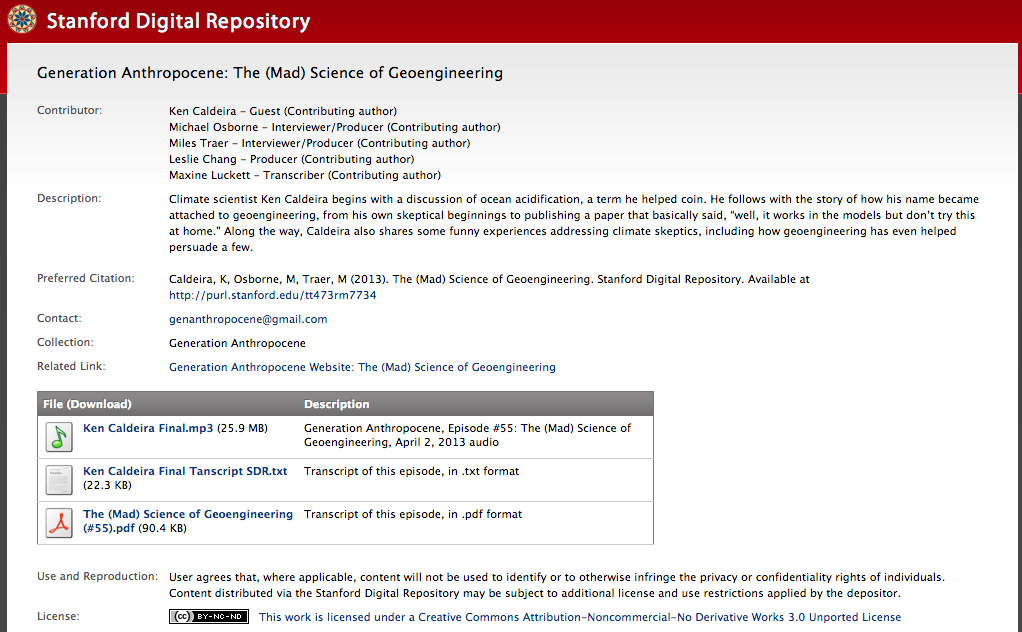 Stanford Digital Repository
Generation Anthropocene: The (Mad) Science of Geoengineering
Contributor:
Ken Caldeira – Guest (Contributing author)
Michael Osborne – Interviewer/Producer (Contributing author)
Miles Traer – Interviewer/Producer (Contributing author)
Leslie Chang – Producer (Contributing author)
Maxine Luckett – Transcriber (Contributing author)
Description:
Climate scientist Ken Caldeira begins with a discussion of ocean acidification, a term he helped coin. He follows with the story of how his name became
attached to geoengineering, from his own skeptical beginnings to publishing a paper that basically said, “well, it works in the models but don’t try this
at home.” Along the way, Caldeira also shares some funny experiences addressing climate skeptics, including how geoengineering has even helped
persuade a few.
Preferred Citation:
Caldeira, K, Osborne, M, Traer, M (2013). The (Mad) Science of Geoengineering. Stanford Digital Repository. Available at
http://purl.stanford.edu/tt473rm7734
Contact:
genanthropocene@gmail.com
Collection:
Generation Anthropocene
Related Link:
Generation Anthropocene Website: The (Mad) Science of Geoengineering
File (Download) Description
Ken Caldeira Final.mp3 (25.9 MB)
Generation Anthropocene, Episode #55: The (Mad) Science of
Geoengineering, April 2, 2013 audio
Ken Caldeira Final Tanscript SDR.txt
(22.3 KB)
Transcript of this episode, in .txt format
The (Mad) Science of Geoengineering
(#55).pdf (90.4 KB)
Transcript of this episode, in .pdf format
Use and Reproduction:
User agrees that, where applicable, content will not be used to identify or to otherwise infringe the privacy or confidentiality rights of individuals.
Content distributed via the Stanford Digital Repository may be subject to additional license and use restrictions applied by the depositor.
License:
(cc) BY-NC-ND
This work is licensed under a Creative Commons Attribution-Noncommercial-No Derivative Works 3.0 Unported License